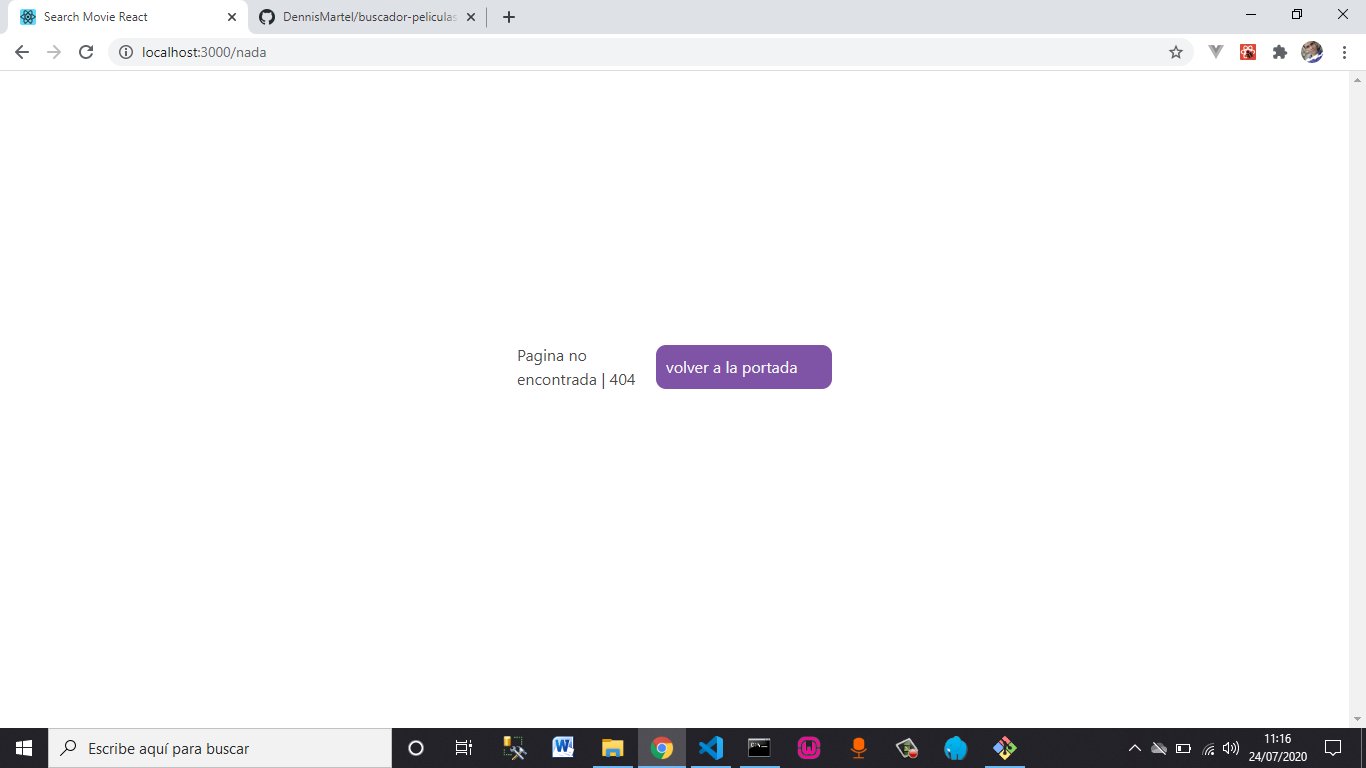 Search Movie React
DennisMartel/buscador-peliculas
localhost:3000/nada
Pagina no
encontrada | 404
volver a la portada
Escribe aquí para buscar
11:16
24/07/2020